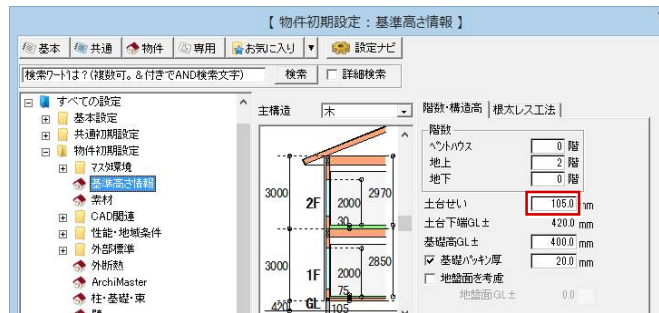 【 物件初期設定：基準高さ情報 】
基本 共通 物件 専用 お気に入り ▼ 設定ナビ
検索ワードは？(複数可。&付きでAND検索文字) 検索 詳細検索
すべての設定
基本設定
共通初期設定
物件初期設定
マスタ環境
基準高さ情報
素材
CAD関連
性能・地域条件
外部標準
外断熱
ArchiMaster
柱・基礎・束
主構造 木
3000 2F 2000 2970
30
3000 1F 2000 2850
75
420 GL 105
階数・構造高 根太レス工法
階数
ペントハウス 0 階
地上 2 階
地下 0 階
土台せい 105.0 mm
土台下端GL± 420.0 mm
基礎高GL± 400.0 mm
基礎パッキン厚 20.0 mm
地盤面を考慮
地盤面GL± 0.0